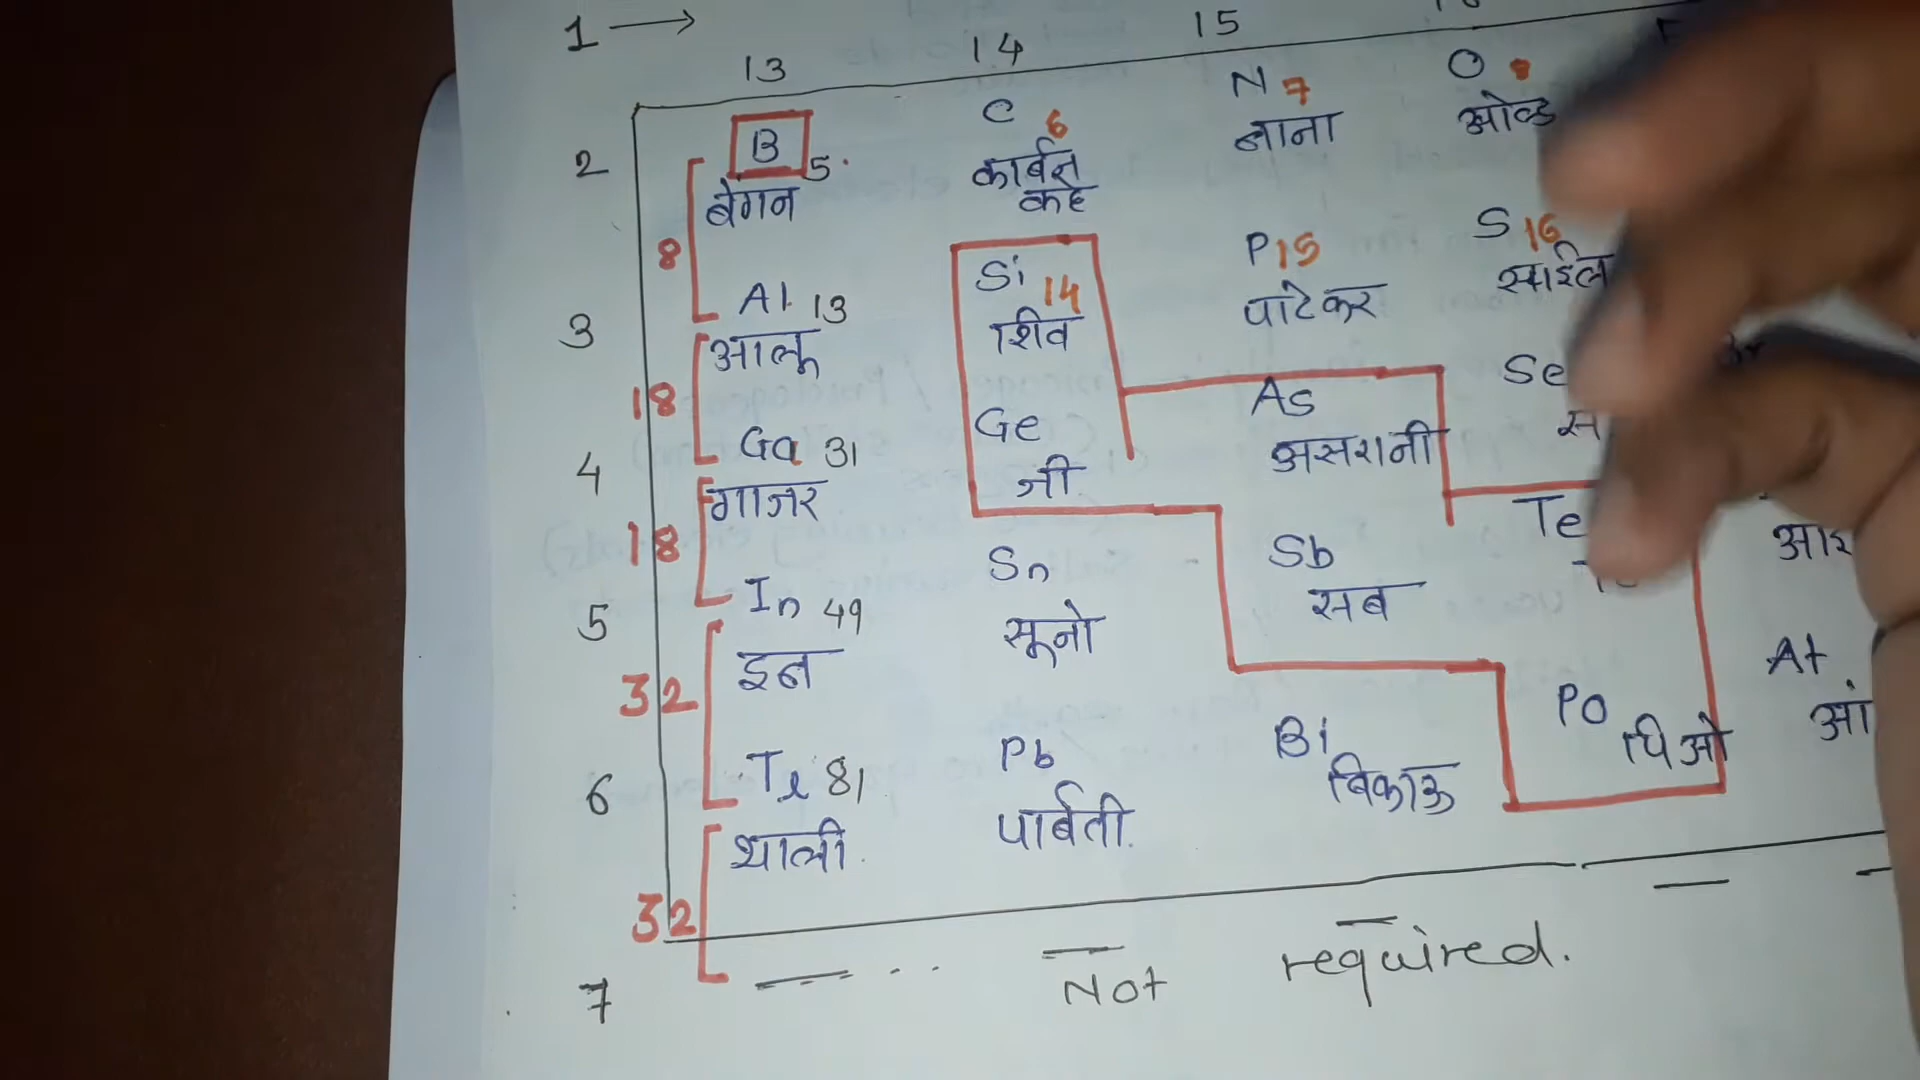 1 →
13 14 15
2 B 5. C 6 N 7 O 8
बेंगन कार्बन कहे नाना ओल्ड
8
3 Al 13 Si 14 P 15 S 16
आलू शिव पाटेकर स्टाईल
18
4 Ga 31 Ge As Se
गाजर जी असरानी
18
5 In 49 Sn Sb Te
इन सूनो सब
32
6 Tl 81 Pb Bi Po At
थाली. पार्वती. बिकाऊ पिओ
32
7 Not required.